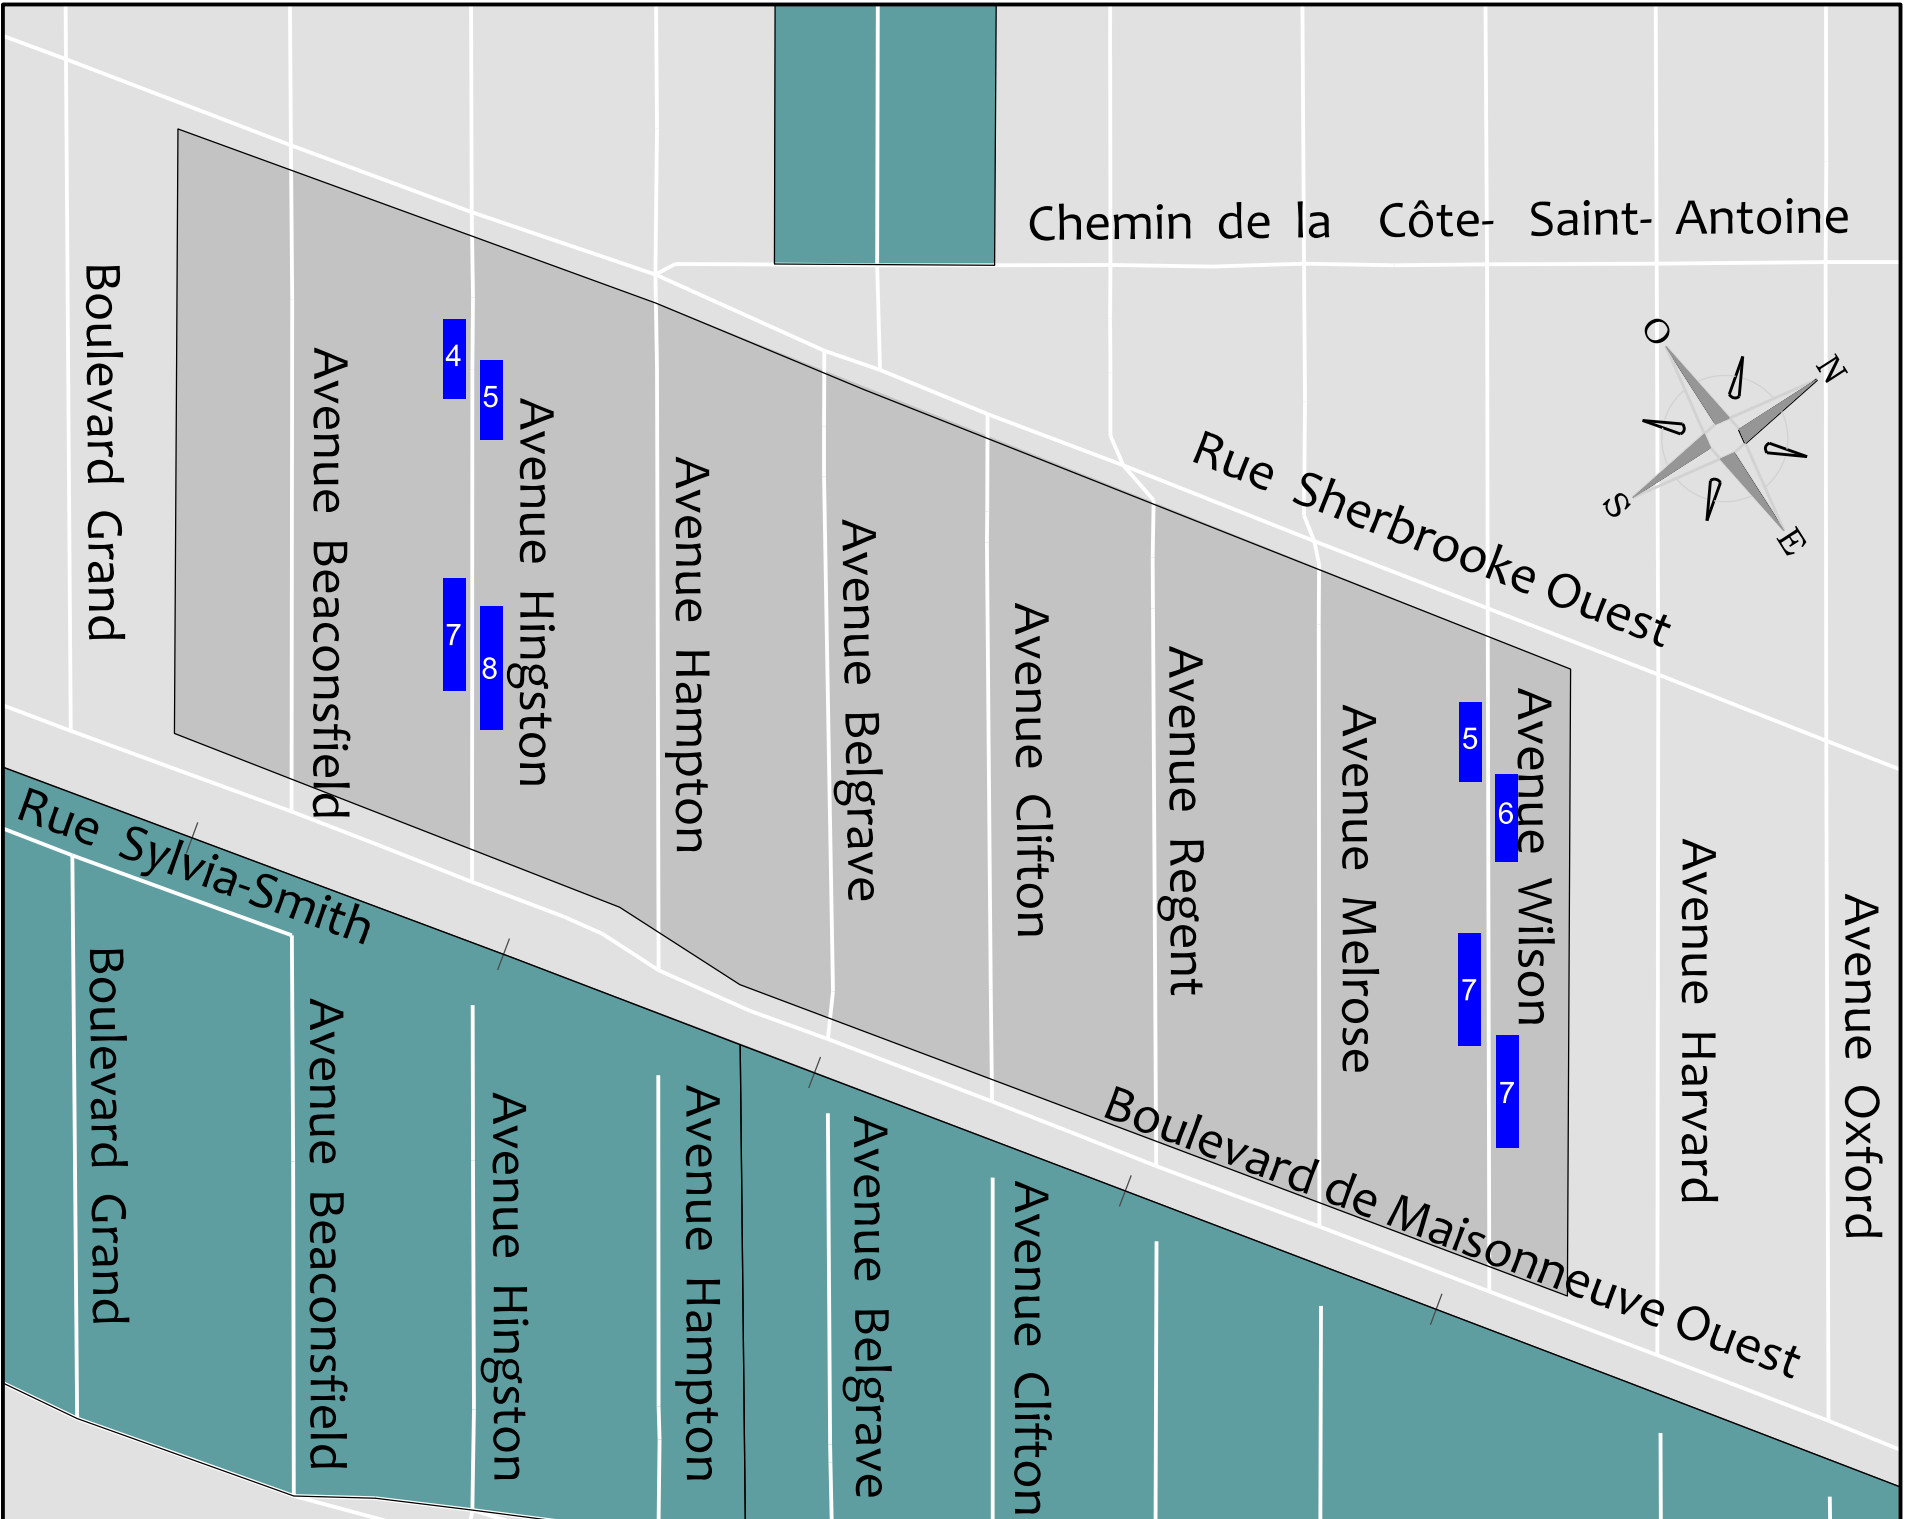 Chemin de la Côte- Saint- Antoine
O
N
S
E
Rue Sherbrooke Ouest
Boulevard Grand
Avenue Beaconsfield
4
5
7
8
Avenue Hingston
Avenue Hampton
Avenue Belgrave
Avenue Clifton
Avenue Regent
Avenue Melrose
5
6
7
7
Avenue Wilson
Avenue Harvard
Avenue Oxford
Boulevard de Maisonneuve Ouest
Rue Sylvia-Smith
Boulevard Grand
Avenue Beaconsfield
Avenue Hingston
Avenue Hampton
Avenue Belgrave
Avenue Clifton